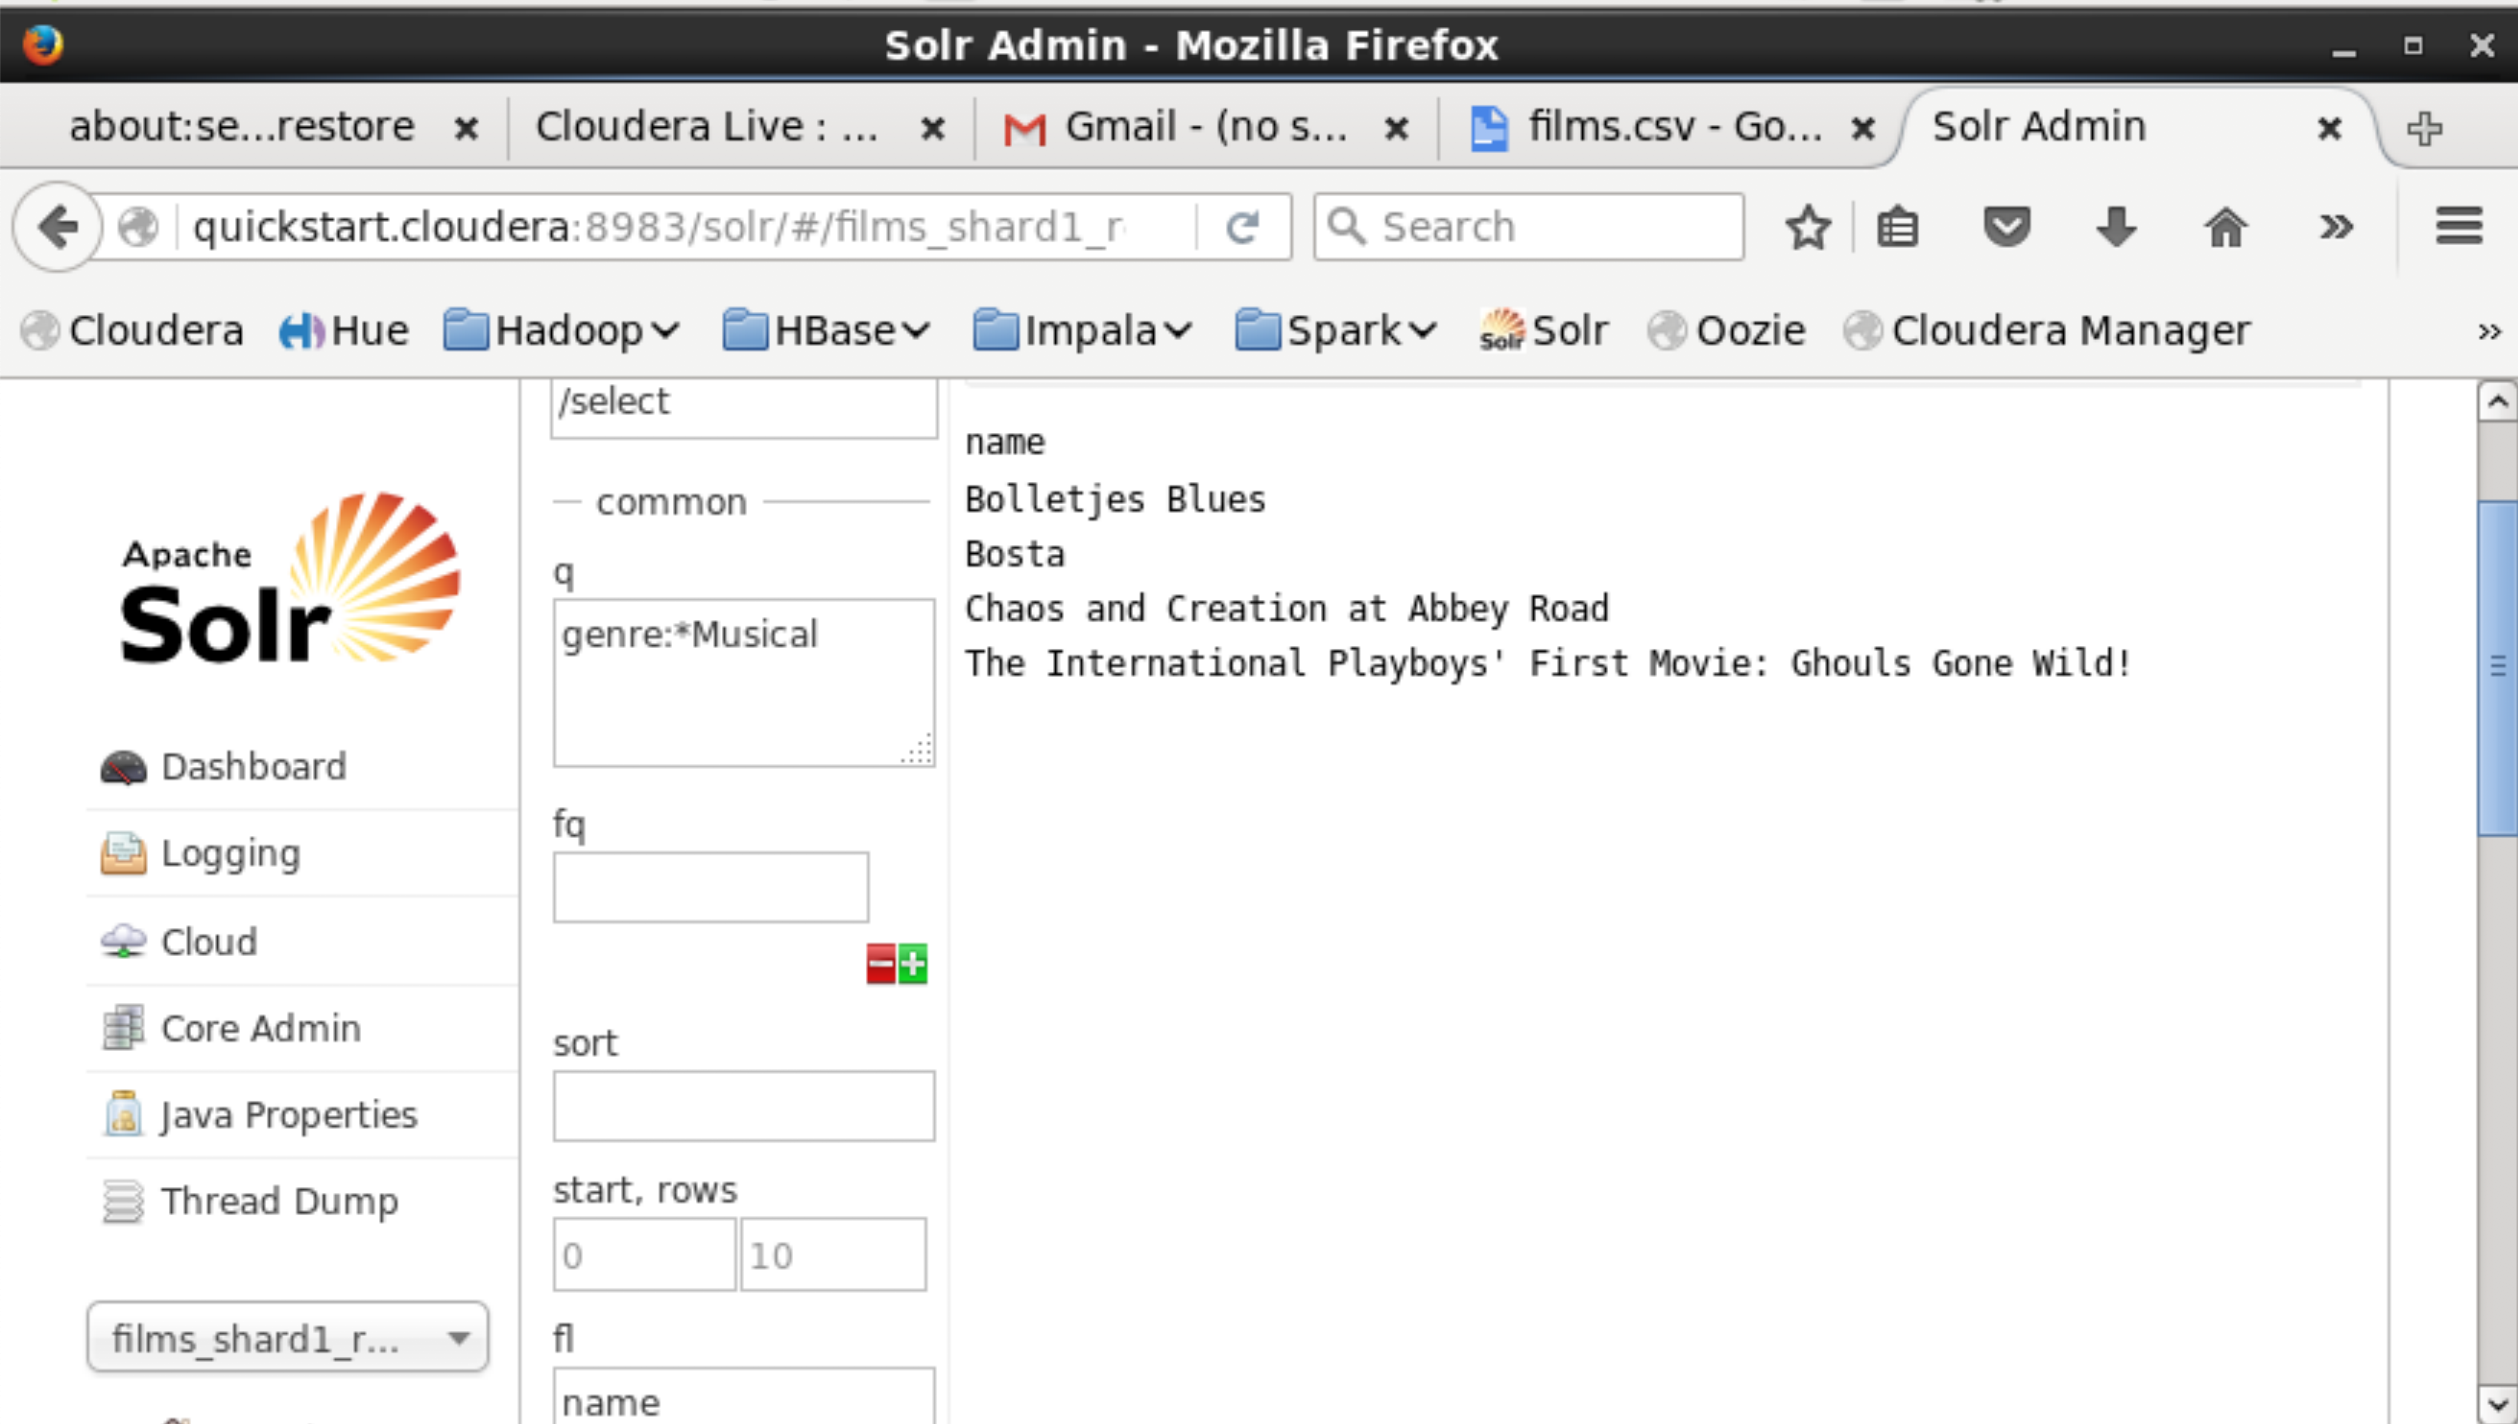 Solr Admin - Mozilla Firefox
about:se...restore
Cloudera Live : ...
Gmail - (no s...
films.csv - Go...
Solr Admin
quickstart.cloudera:8983/solr/#/films_shard1_r
Search
Cloudera
Hue
Hadoop
HBase
Impala
Spark
Solr
Oozie
Cloudera Manager
Apache
Solr
Dashboard
Logging
Cloud
Core Admin
Java Properties
Thread Dump
films_shard1_r...
/select
common
q
genre:*Musical
fq
sort
start, rows
0
10
fl
name
name
Bolletjes Blues
Bosta
Chaos and Creation at Abbey Road
The International Playboys' First Movie: Ghouls Gone Wild!